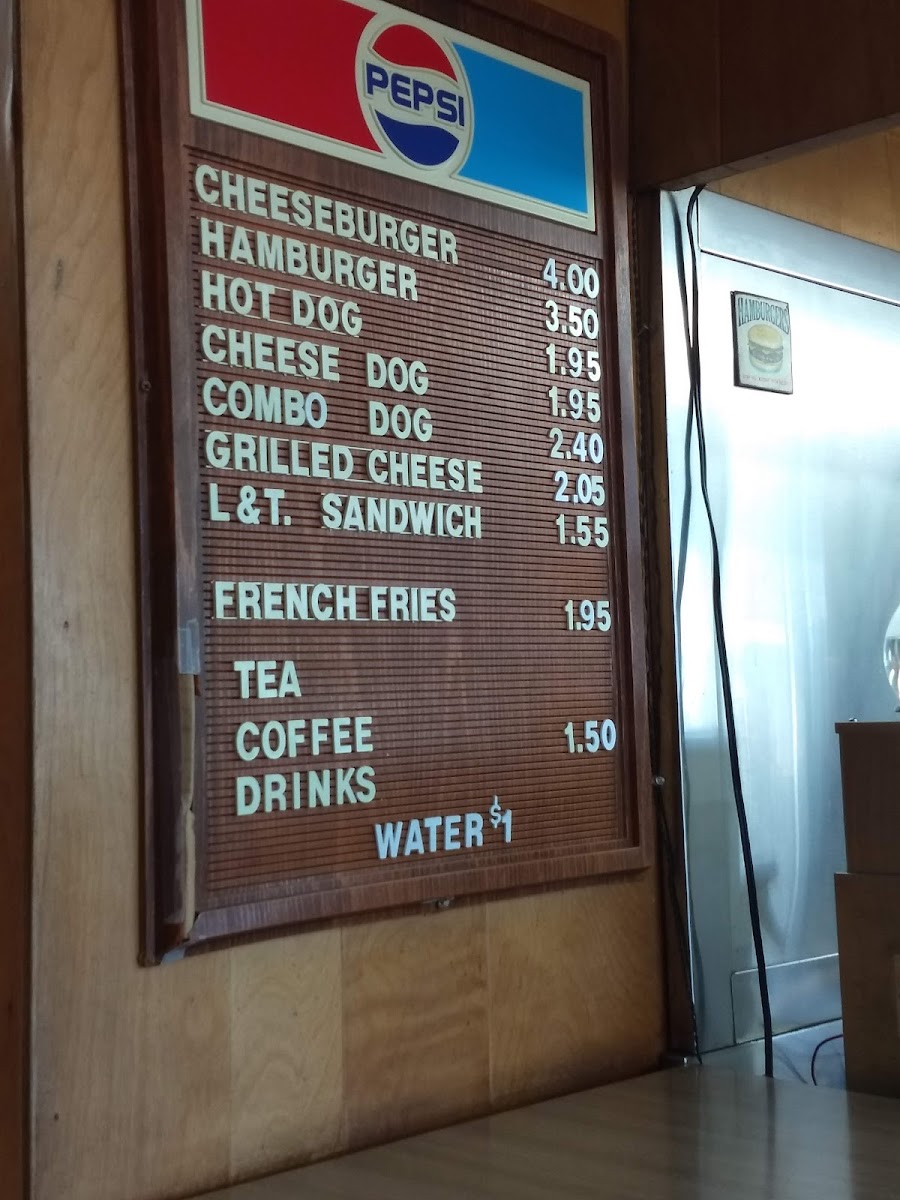 PEPSI
CHEESEBURGER 4.00
HAMBURGER 3.50
HOT DOG 1.95
CHEESE DOG 1.95
COMBO DOG 2.40
GRILLED CHEESE 2.05
L&T. SANDWICH 1.55
FRENCH FRIES 1.95
TEA
COFFEE 1.50
DRINKS
WATER $1
HAMBURGERS